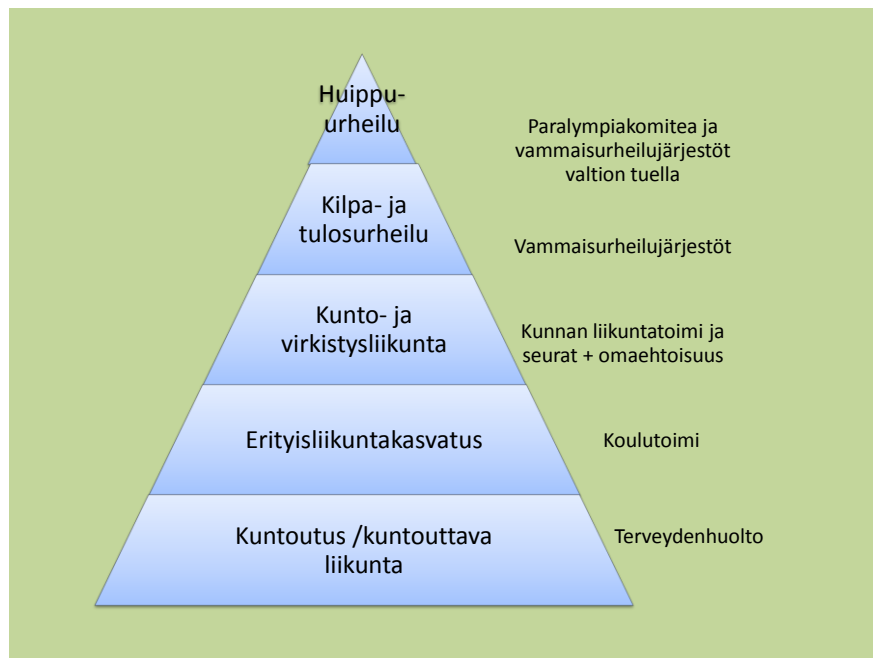 Huippu-
urheilu
Paralympiakomitea ja
vammaisurheilujärjestöt
valtion tuella
Kilpa- ja
tulosurheilu
Vammaisurheilujärjestöt
Kunto- ja
virkistysliikunta
Kunnan liikuntatoimi ja
seurat + omaehtoisuus
Erityisliikuntakasvatus
Koulutoimi
Kuntoutus /kuntouttava
liikunta
Terveydenhuolto